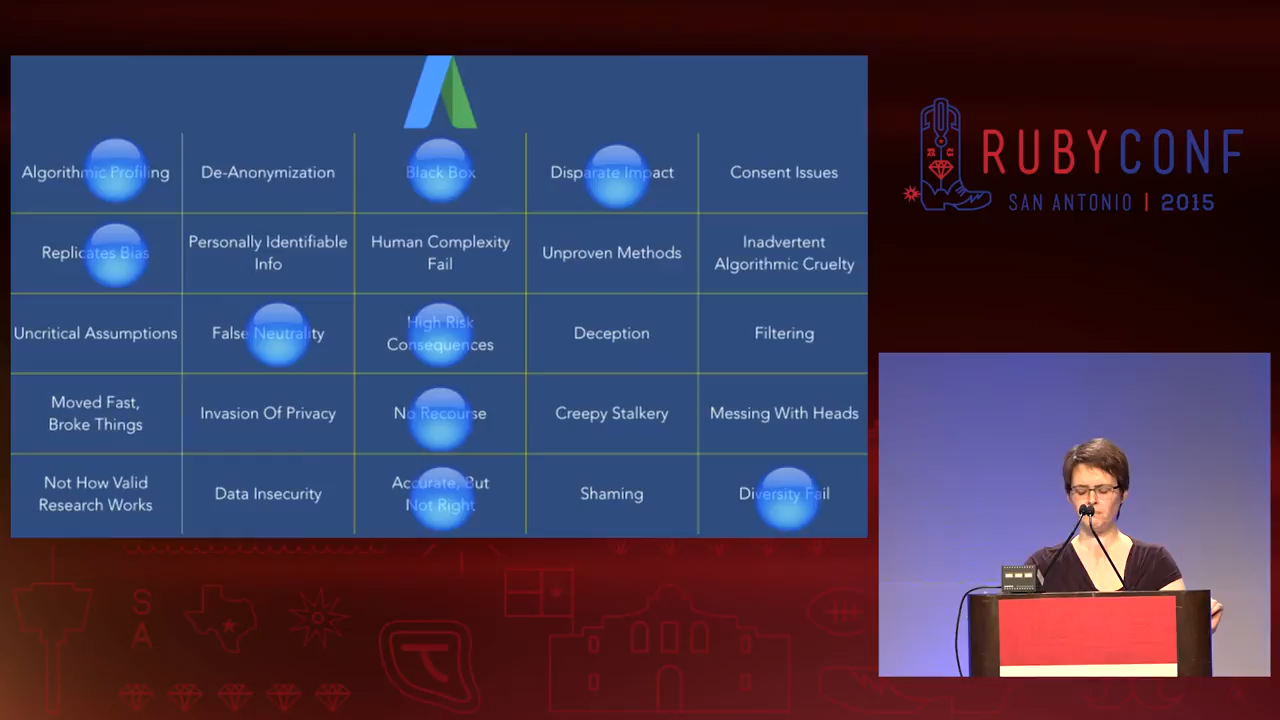 Algorithmic Profiling
De-Anonymization
Black Box
Disparate Impact
Consent Issues
Replicates Bias
Personally Identifiable
Info
Human Complexity
Fail
Unproven Methods
Inadvertent
Algorithmic Cruelty
Uncritical Assumptions
False Neutrality
High Risk
Consequences
Deception
Filtering
Moved Fast,
Broke Things
Invasion Of Privacy
No Recourse
Creepy Stalkery
Messing With Heads
Not How Valid
Research Works
Data Insecurity
Accurate, But
Not Right
Shaming
Diversity Fail
RUBYCONF
SAN ANTONIO | 2015
S
A